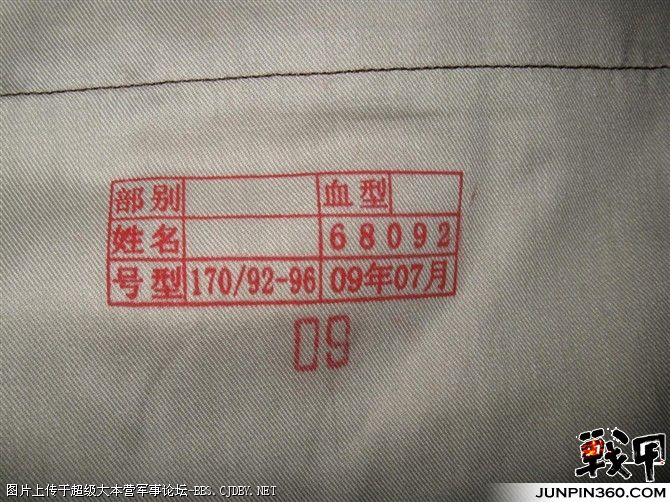 部别 血型
姓名 68092
号型 170/92-96 09年07月
09
战甲
JUNPIN360.COM
图片上传于超级大本营军事论坛-BBS.CJDBY.NET